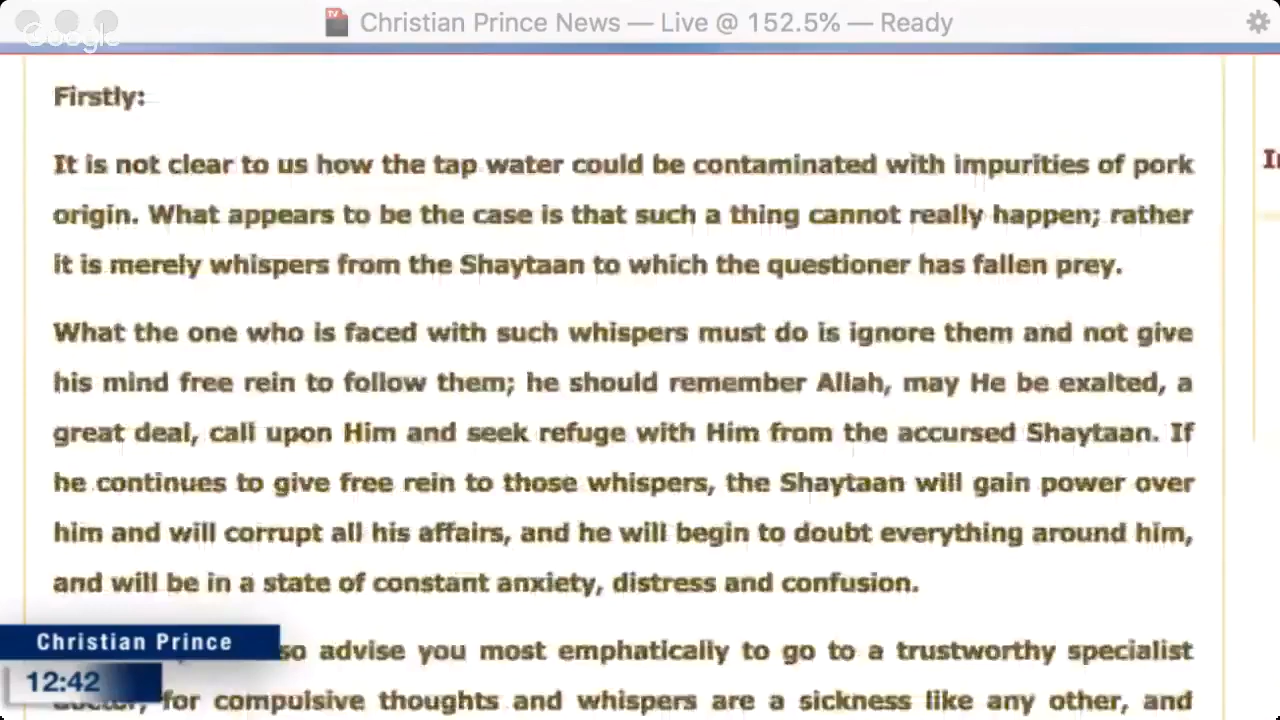 Christian Prince News — Live @ 152.5% — Ready
Google
Firstly:
It is not clear to us how the tap water could be contaminated with impurities of pork
origin. What appears to be the case is that such a thing cannot really happen; rather
it is merely whispers from the Shaytaan to which the questioner has fallen prey.
What the one who is faced with such whispers must do is ignore them and not give
his mind free rein to follow them; he should remember Allah, may He be exalted, a
great deal, call upon Him and seek refuge with Him from the accursed Shaytaan. If
he continues to give free rein to those whispers, the Shaytaan will gain power over
him and will corrupt all his affairs, and he will begin to doubt everything around him,
and will be in a state of constant anxiety, distress and confusion.
so advise you most emphatically to go to a trustworthy specialist
for compulsive thoughts and whispers are a sickness like any other, and
Christian Prince
12:42